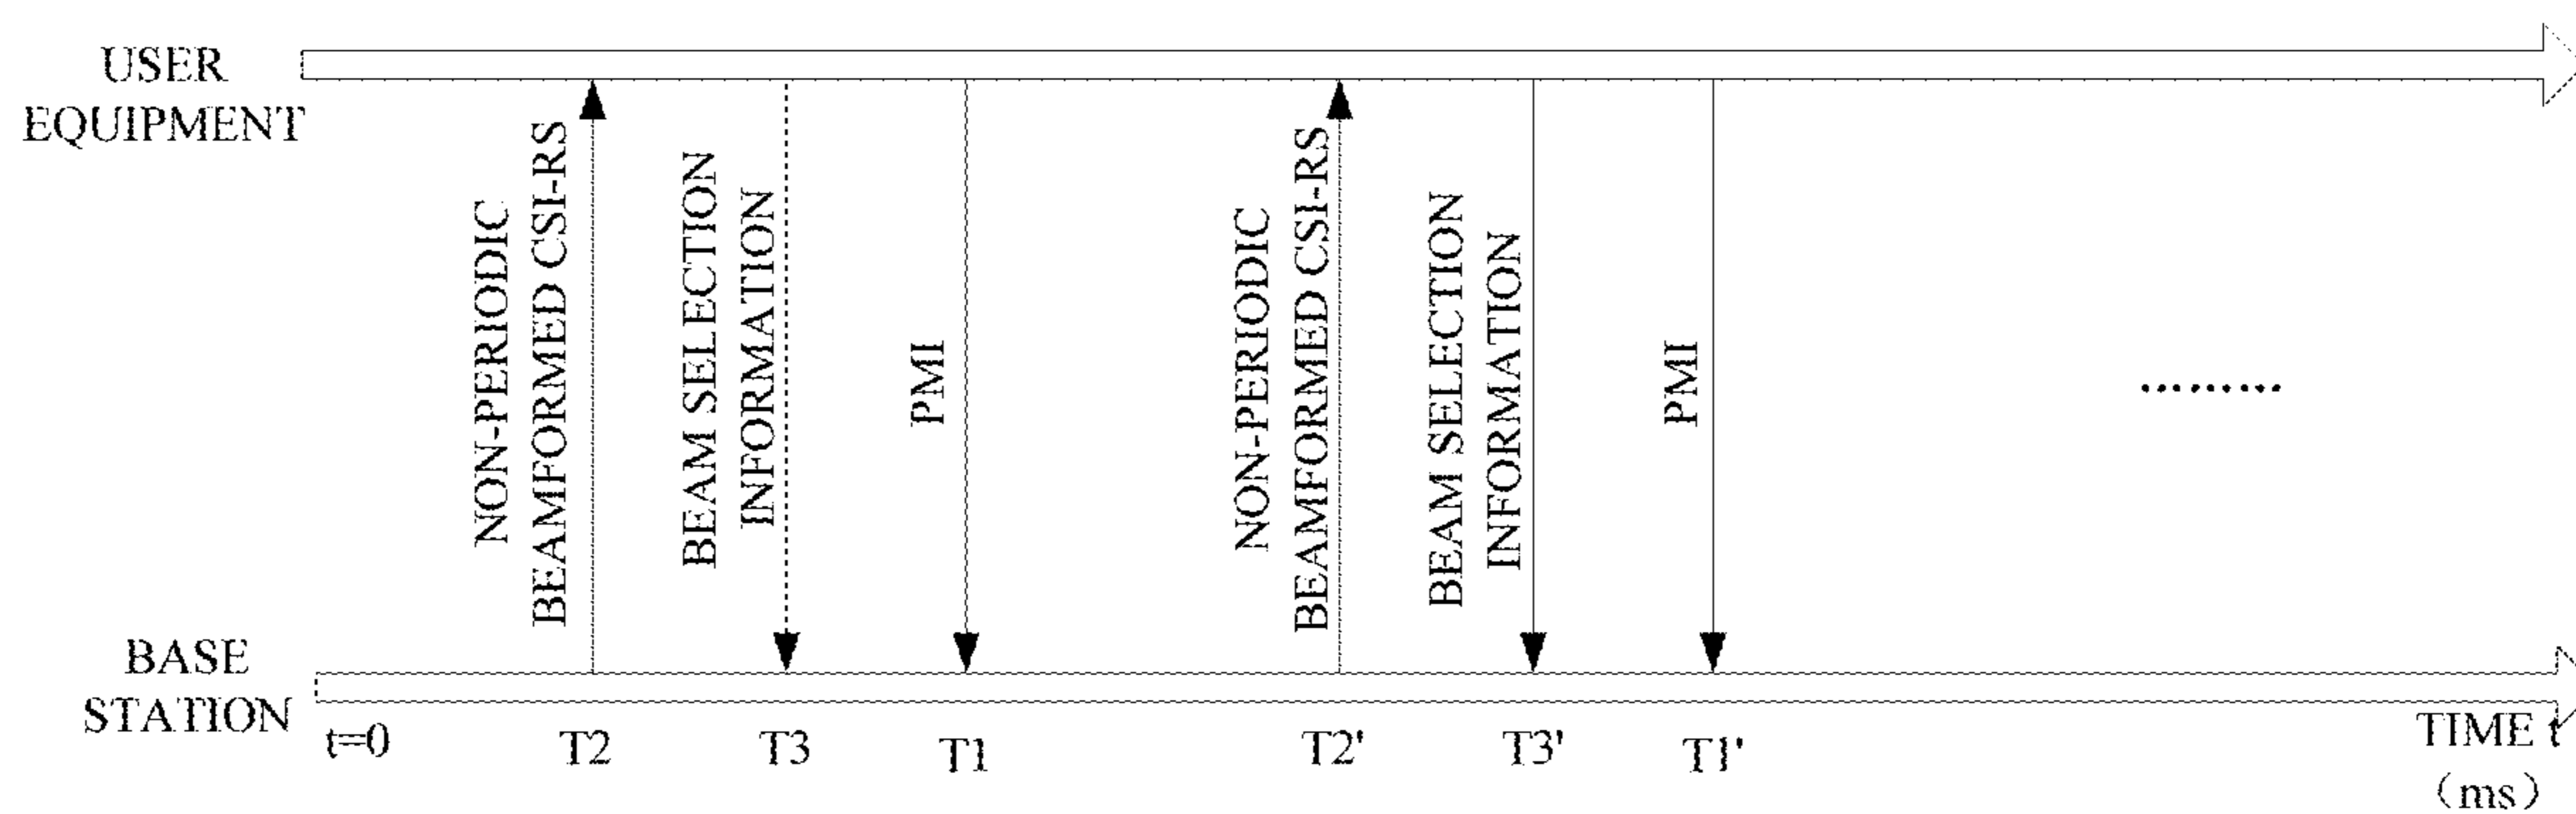 USER
EQUIPMENT
NON-PERIODIC
BEAMFORMED CSI-RS
BEAM SELECTION
INFORMATION
PMI
NON-PERIODIC
BEAMFORMED CSI-RS
BEAM SELECTION
INFORMATION
PMI
.........
BASE
STATION
t=0
T2
T3
T1
T2'
T3'
T1'
TIME t
(ms)